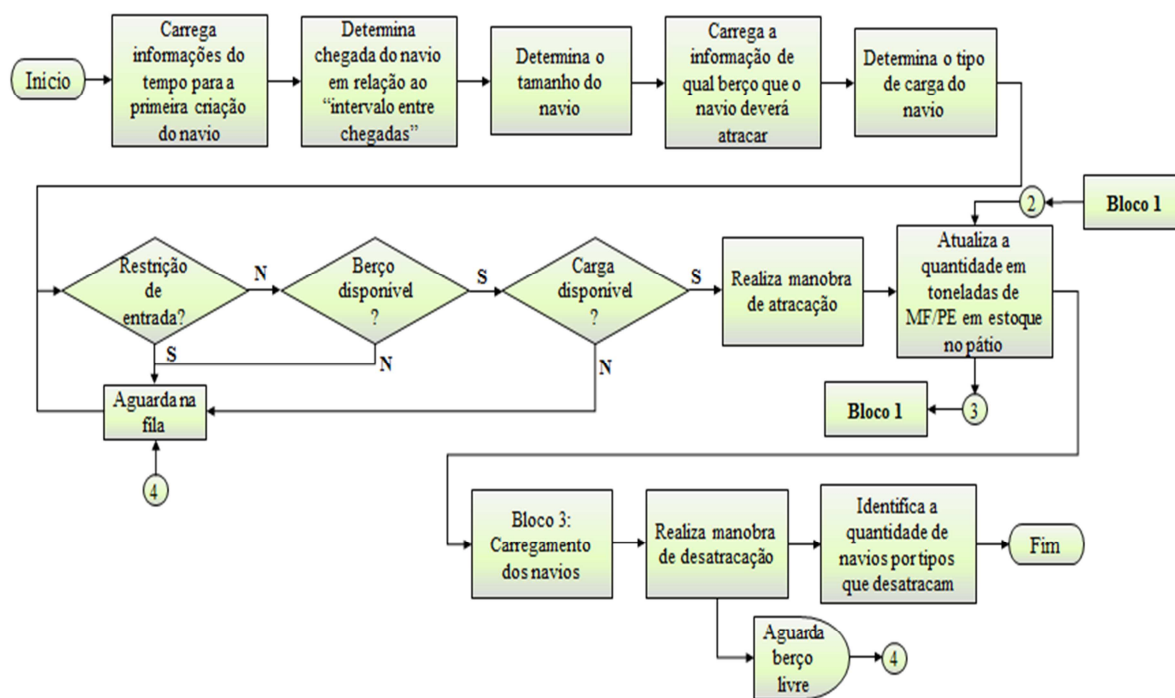 Início
Carrega
informações do
tempo para a
primeira criação
do navio
Determina
chegada do navio
em relação ao
“intervalo entre
chegadas”
Determina o
tamanho do
navio
Carrega a
informação de
qual berço que o
navio deverá
atracar
Determina o tipo
de carga do
navio
2
Bloco 1
Restrição
de
entrada?
N
S
Berço
disponível
?
S
N
Carga
disponível
?
S
N
Realiza manobra
de atracação
Atualiza a
quantidade em
toneladas de
MF/PE em estoque
no pátio
Aguarda na
fila
4
Bloco 1
3
Bloco 3:
Carregamento
dos navios
Realiza manobra
de desatracação
Identifica a
quantidade de
navios por tipos
que desatracam
Fim
Aguarda
berço
livre
4